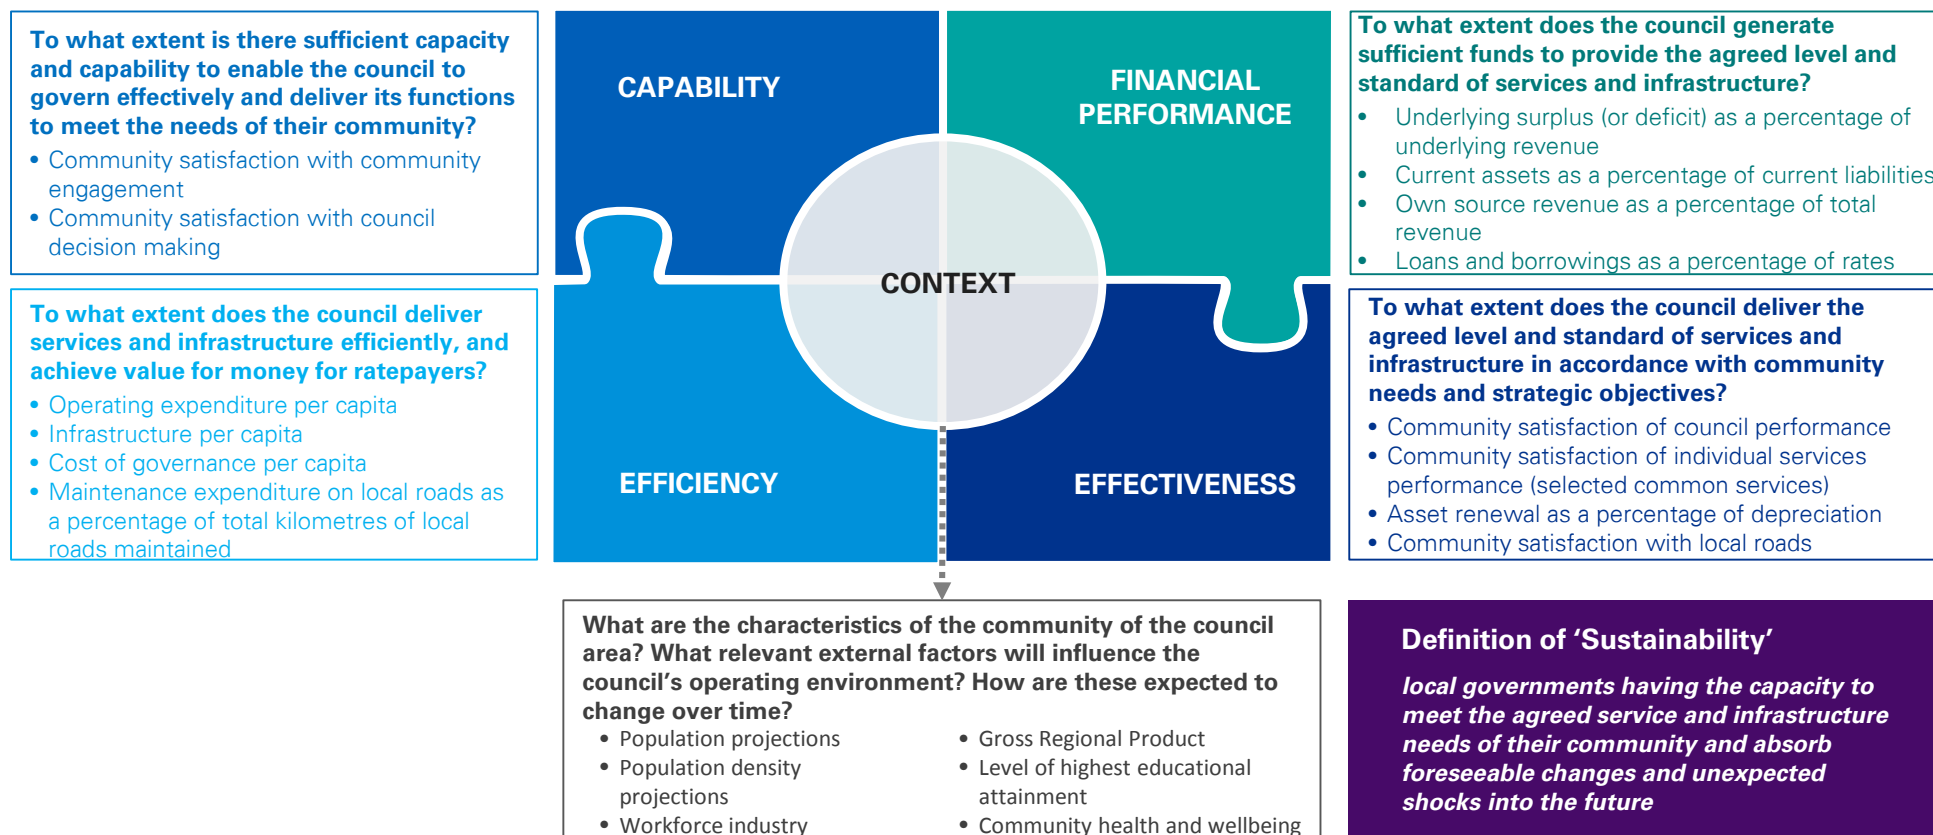 To what extent is there sufficient capacity
and capability to enable the council to
govern effectively and deliver its functions
to meet the needs of their community?
• Community satisfaction with community
engagement
• Community satisfaction with council
decision making
To what extent does the council deliver
services and infrastructure efficiently, and
achieve value for money for ratepayers?
• Operating expenditure per capita
• Infrastructure per capita
• Cost of governance per capita
• Maintenance expenditure on local roads as
a percentage of total kilometres of local
roads maintained
CAPABILITY
FINANCIAL
PERFORMANCE
CONTEXT
EFFICIENCY
EFFECTIVENESS
To what extent does the council generate
sufficient funds to provide the agreed level and
standard of services and infrastructure?
• Underlying surplus (or deficit) as a percentage of
underlying revenue
• Current assets as a percentage of current liabilities
• Own source revenue as a percentage of total
revenue
• Loans and borrowings as a percentage of rates
To what extent does the council deliver the
agreed level and standard of services and
infrastructure in accordance with community
needs and strategic objectives?
• Community satisfaction of council performance
• Community satisfaction of individual services
performance (selected common services)
• Asset renewal as a percentage of depreciation
• Community satisfaction with local roads
What are the characteristics of the community of the council
area? What relevant external factors will influence the
council's operating environment? How are these expected to
change over time?
• Population projections
• Population density
projections
• Workforce industry
• Gross Regional Product
• Level of highest educational
attainment
• Community health and wellbeing
Definition of 'Sustainability'
local governments having the capacity to
meet the agreed service and infrastructure
needs of their community and absorb
foreseeable changes and unexpected
shocks into the future